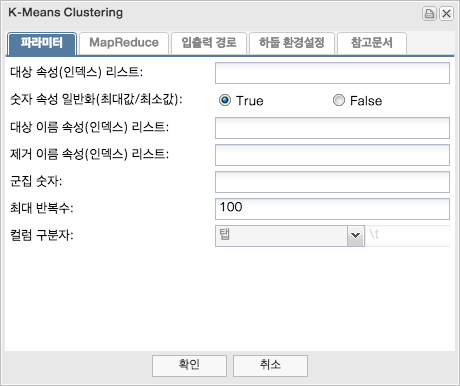 K-Means Clustering
파라미터 MapReduce 입출력 경로 하둡 환경설정 참고문서
대상 속성(인덱스) 리스트:
숫자 속성 일반화(최대값/최소값): True False
대상 이름 속성(인덱스) 리스트:
제거 이름 속성(인덱스) 리스트:
군집 숫자:
최대 반복수: 100
컬럼 구분자: 탭 \t
확인 취소